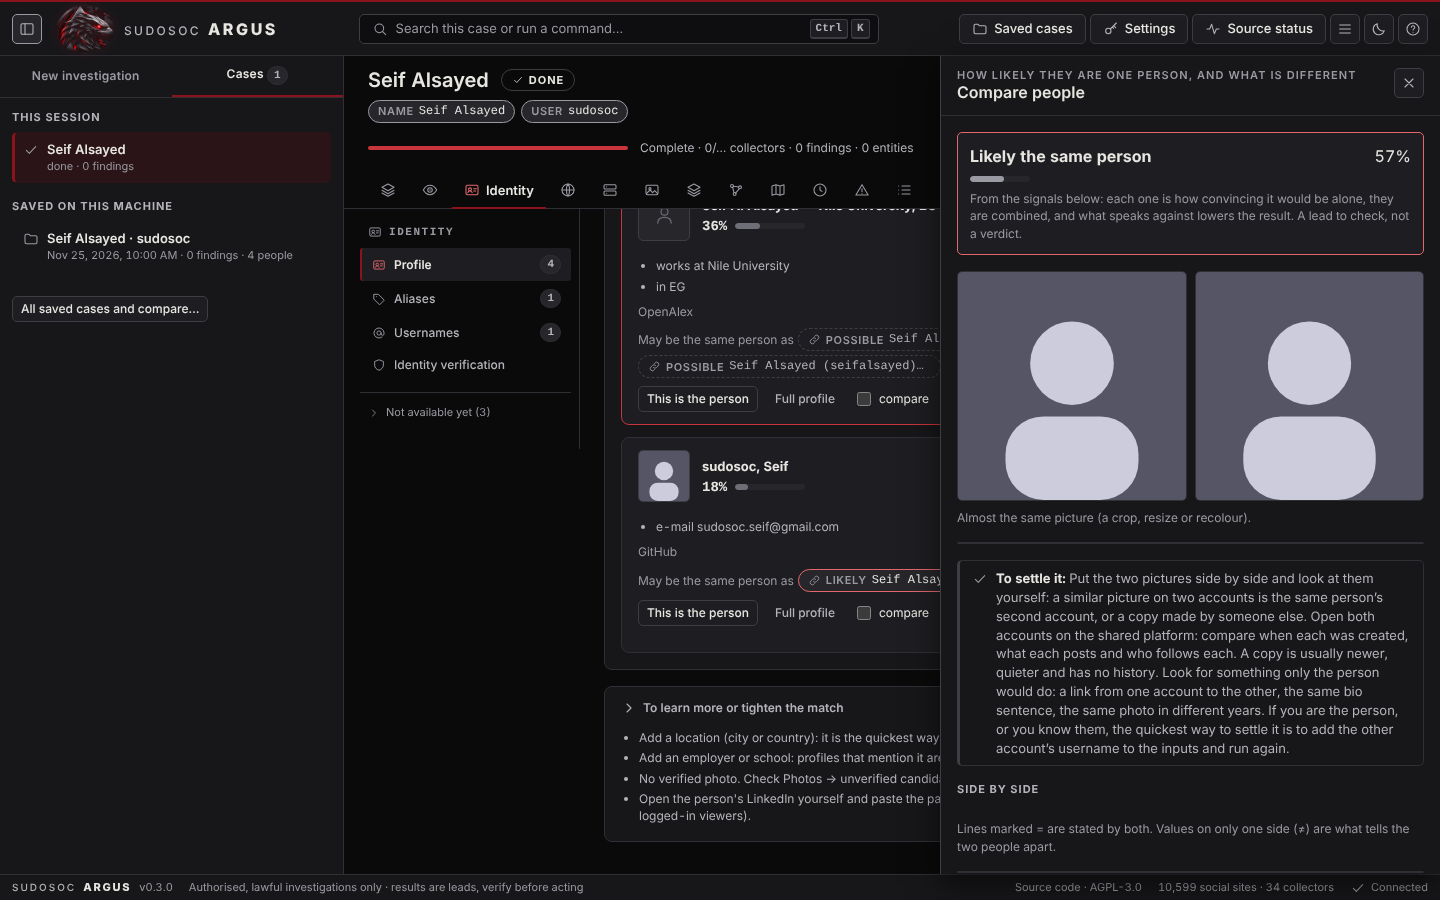 SUDOSOC ARGUS
Search this case or run a command...
Ctrl K
Saved cases
Settings
Source status
New investigation
Cases 1
THIS SESSION
Seif Alsayed
done · 0 findings
SAVED ON THIS MACHINE
Seif Alsayed · sudosoc
Nov 25, 2026, 10:00 AM · 0 findings · 4 people
All saved cases and compare...
Seif Alsayed
DONE
NAME Seif Alsayed
USER sudosoc
Complete · 0/... collectors · 0 findings · 0 entities
Identity
IDENTITY
Profile 4
Aliases 1
Usernames 1
Identity verification
Not available yet (3)
36%
• works at Nile University
• in EG
OpenAlex
May be the same person as POSSIBLE Seif Al
POSSIBLE Seif Alsayed (seifalsayed)…
This is the person
Full profile
compare
sudosoc, Seif
18%
• e-mail sudosoc.seif@gmail.com
GitHub
May be the same person as LIKELY Seif Alsay
This is the person
Full profile
compare
To learn more or tighten the match
• Add a location (city or country): it is the quickest way
• Add an employer or school: profiles that mention it are
• No verified photo. Check Photos → unverified candida
• Open the person's LinkedIn yourself and paste the pa
logged-in viewers).
HOW LIKELY THEY ARE ONE PERSON, AND WHAT IS DIFFERENT
Compare people
Likely the same person 57%
From the signals below: each one is how convincing it would be alone, they
are combined, and what speaks against lowers the result. A lead to check, not
a verdict.
Almost the same picture (a crop, resize or recolour).
To settle it: Put the two pictures side by side and look at them
yourself: a similar picture on two accounts is the same person's
second account, or a copy made by someone else. Open both
accounts on the shared platform: compare when each was created,
what each posts and who follows each. A copy is usually newer,
quieter and has no history. Look for something only the person
would do: a link from one account to the other, the same bio
sentence, the same photo in different years. If you are the person,
or you know them, the quickest way to settle it is to add the other
account's username to the inputs and run again.
SIDE BY SIDE
Lines marked = are stated by both. Values on only one side (≠) are what tells the
two people apart.
SUDOSOC ARGUS v0.3.0
Authorised, lawful investigations only · results are leads, verify before acting
Source code · AGPL-3.0
10,599 social sites · 34 collectors
Connected